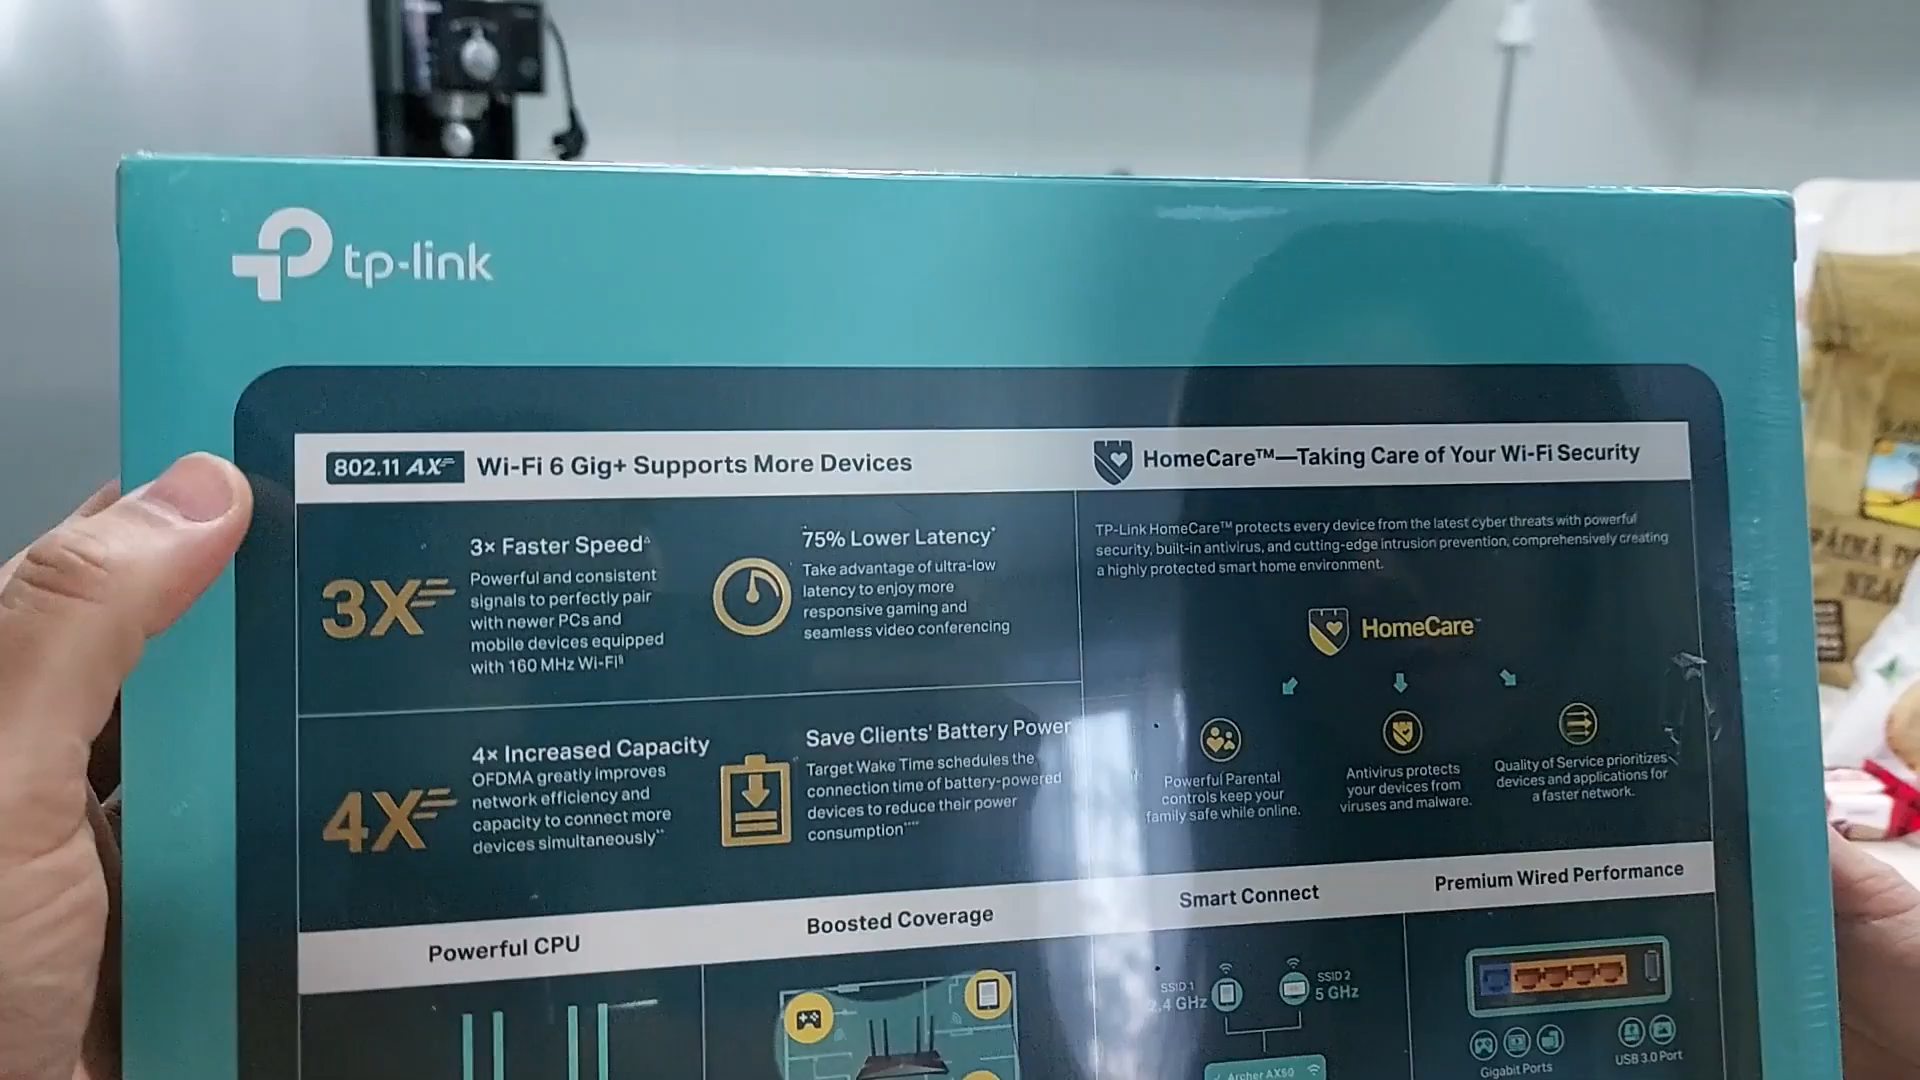 tp-link
802.11 AX Wi-Fi 6 Gig+ Supports More Devices
3X
3× Faster Speed△
Powerful and consistent
signals to perfectly pair
with newer PCs and
mobile devices equipped
with 160 MHz Wi-Fi§
75% Lower Latency*
Take advantage of ultra-low
latency to enjoy more
responsive gaming and
seamless video conferencing
4X
4× Increased Capacity
OFDMA greatly improves
network efficiency and
capacity to connect more
devices simultaneously**
Save Clients' Battery Power
Target Wake Time schedules the
connection time of battery-powered
devices to reduce their power
consumption****
HomeCare™—Taking Care of Your Wi-Fi Security
TP-Link HomeCare™ protects every device from the latest cyber threats with powerful
security, built-in antivirus, and cutting-edge intrusion prevention, comprehensively creating
a highly protected smart home environment.
HomeCare™
Powerful Parental
controls keep your
family safe while online.
Antivirus protects
your devices from
viruses and malware.
Quality of Service prioritizes
devices and applications for
a faster network.
Powerful CPU
Boosted Coverage
Smart Connect
SSID 1
2.4 GHz
SSID 2
5 GHz
Archer AX50
Premium Wired Performance
Gigabit Ports
USB 3.0 Port